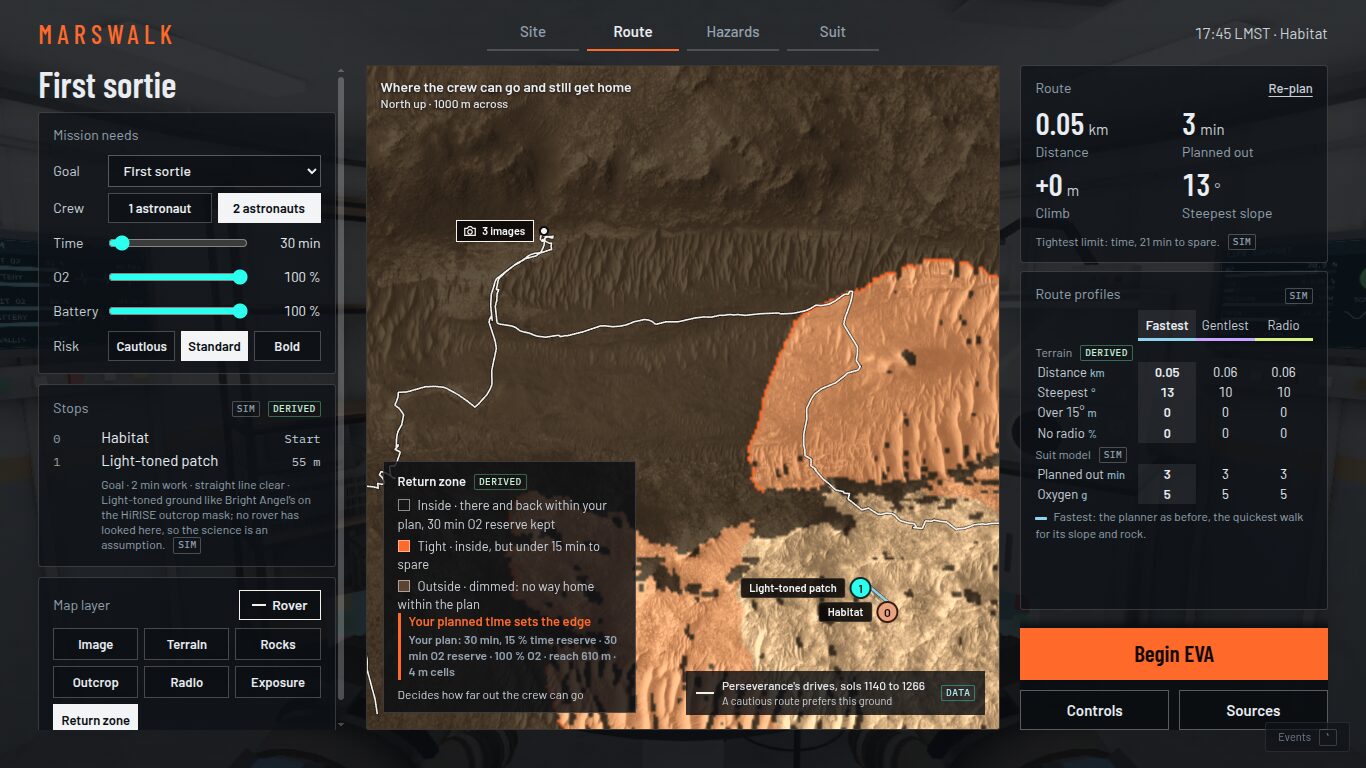 MARSWALK
Site
Route
Hazards
Suit
17:45 LMST · Habitat
First sortie
Mission needs
Goal
First sortie
Crew
1 astronaut
2 astronauts
Time
30 min
O2
100 %
Battery
100 %
Risk
Cautious
Standard
Bold
Stops
SIM
DERIVED
0 Habitat Start
1 Light-toned patch 55 m
Goal · 2 min work · straight line clear ·
Light-toned ground like Bright Angel's on
the HiRISE outcrop mask; no rover has
looked here, so the science is an
assumption. SIM
Map layer
Rover
Image
Terrain
Rocks
Outcrop
Radio
Exposure
Return zone
Where the crew can go and still get home
North up · 1000 m across
3 images
Return zone DERIVED
Inside · there and back within your
plan, 30 min O2 reserve kept
Tight · inside, but under 15 min to
spare
Outside · dimmed: no way home
within the plan
Your planned time sets the edge
Your plan: 30 min, 15 % time reserve · 30
min O2 reserve · 100 % O2 · reach 610 m ·
4 m cells
Decides how far out the crew can go
Light-toned patch
1
Habitat
0
Perseverance's drives, sols 1140 to 1266
A cautious route prefers this ground
DATA
Route
Re-plan
0.05 km
Distance
3 min
Planned out
+0 m
Climb
13 °
Steepest slope
Tightest limit: time, 21 min to spare. SIM
Route profiles
SIM
Fastest Gentlest Radio
Terrain DERIVED
Distance km 0.05 0.06 0.06
Steepest ° 13 10 10
Over 15° m 0 0 0
No radio % 0 0 0
Suit model SIM
Planned out min 3 3 3
Oxygen g 5 5 5
Fastest: the planner as before, the quickest walk
for its slope and rock.
Begin EVA
Controls
Sources
Events `